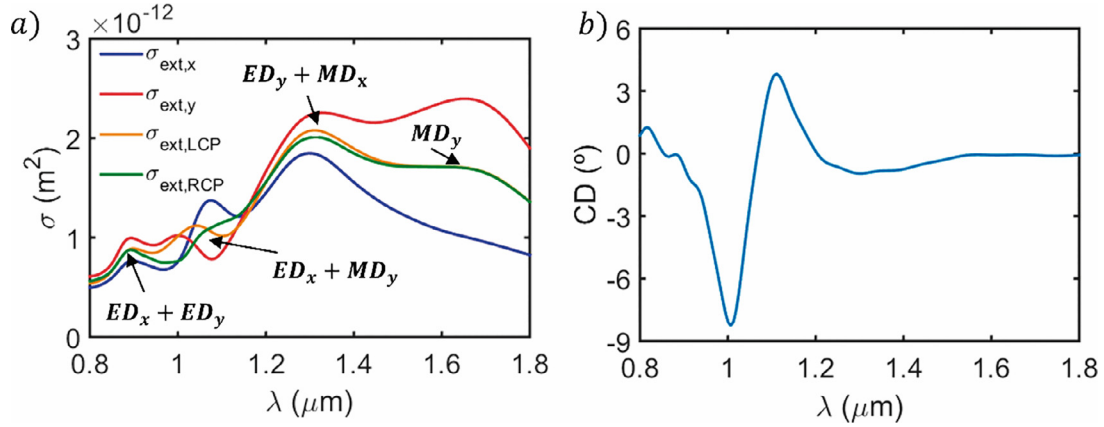 a)
×10⁻¹²
3
2
1
0
σ (m²)
σext,x
σext,y
σext,LCP
σext,RCP
EDy + MDx
MDy
EDx + MDy
EDx + EDy
0.8 1 1.2 1.4 1.6 1.8
λ (μm)
b)
6
3
0
-3
-6
-9
CD (º)
0.8 1 1.2 1.4 1.6 1.8
λ (μm)